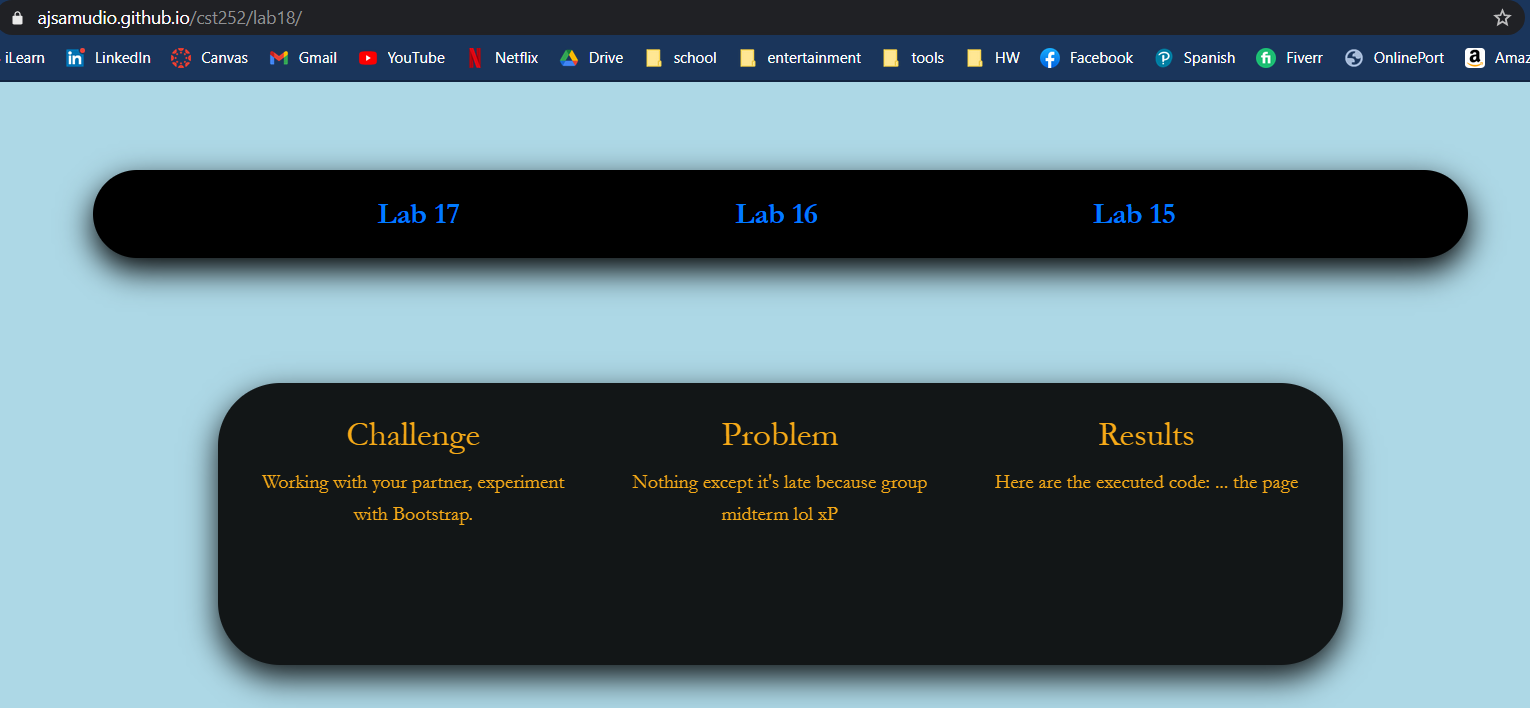 ajsamudio.github.io/cst252/lab18/
iLearn LinkedIn Canvas Gmail YouTube Netflix Drive school entertainment tools HW Facebook Spanish Fiverr OnlinePort Amaz
Lab 17 Lab 16 Lab 15
Challenge Problem Results
Working with your partner, experiment Nothing except it's late because group Here are the executed code: ... the page
with Bootstrap. midterm lol xP